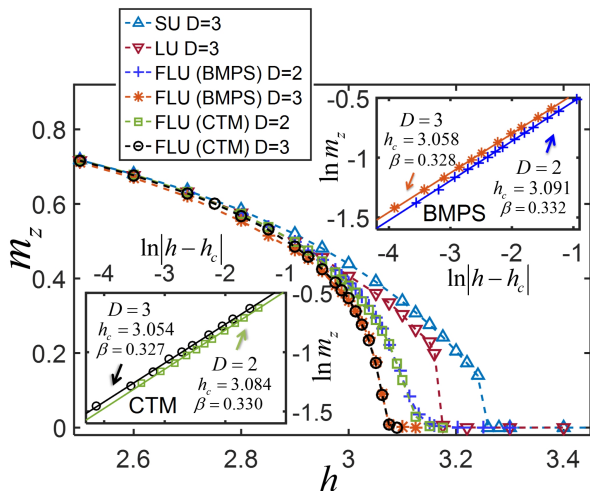 SU D=3
LU D=3
FLU (BMPS) D=2
FLU (BMPS) D=3
FLU (CTM) D=2
FLU (CTM) D=3
m_z
0.8
0.6
0.4
0.2
0
2.6
2.8
3
3.2
3.4
h
ln m_z
-0.5
-1
-1.5
-4
-3
-2
-1
ln|h − h_c|
D = 3
h_c = 3.058
β = 0.328
D = 2
h_c = 3.091
β = 0.332
BMPS
ln|h − h_c|
-4
-3
-2
-1
-0.5
-1
-1.5
ln m_z
D = 3
h_c = 3.054
β = 0.327
D = 2
h_c = 3.084
β = 0.330
CTM